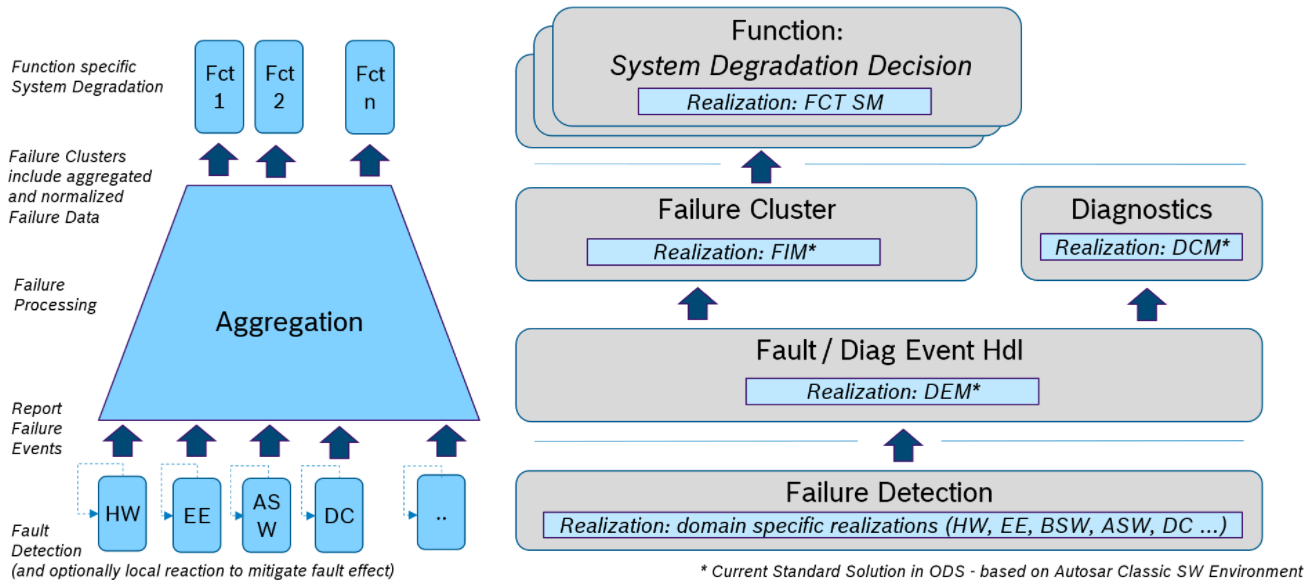 Function specific
System Degradation
Fct
1
Fct
2
Fct
n
Failure Clusters
include aggregated
and normalized
Failure Data
Failure
Processing
Aggregation
Report
Failure
Events
HW
EE
AS
W
DC
..
Fault
Detection
(and optionally local reaction to mitigate fault effect)
Function:
System Degradation Decision
Realization: FCT SM
Failure Cluster
Realization: FIM*
Diagnostics
Realization: DCM*
Fault / Diag Event Hdl
Realization: DEM*
Failure Detection
Realization: domain specific realizations (HW, EE, BSW, ASW, DC ...)
* Current Standard Solution in ODS - based on Autosar Classic SW Environment